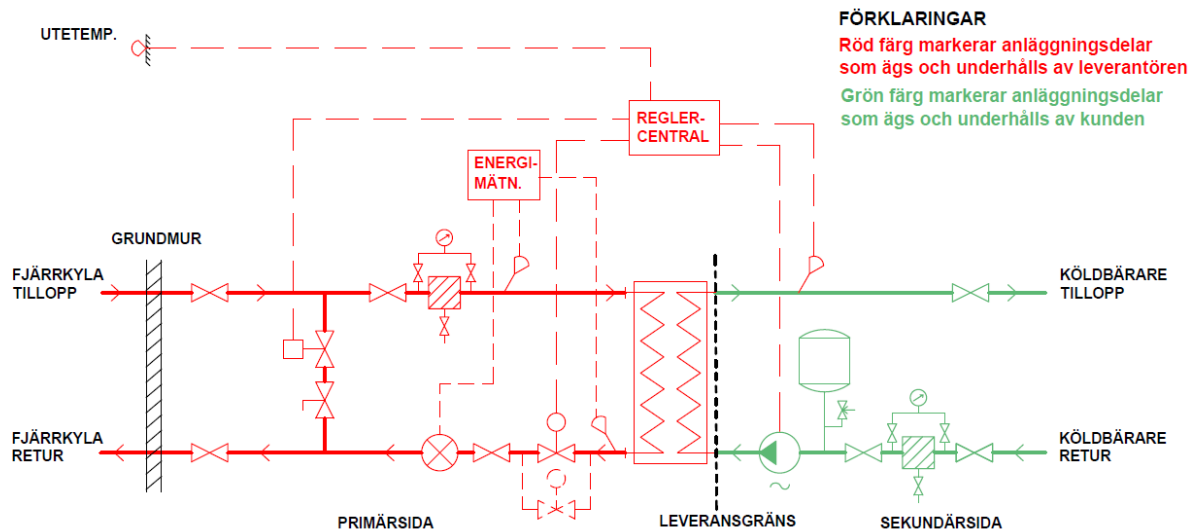 UTETEMP.
FÖRKLARINGAR
Röd färg markerar anläggningsdelar
som ägs och underhålls av leverantören
Grön färg markerar anläggningsdelar
som ägs och underhålls av kunden
REGLER-
CENTRAL
ENERGI-
MÄTN.
GRUNDMUR
FJÄRRKYLA
TILLOPP
KÖLDBÄRARE
TILLOPP
FJÄRRKYLA
RETUR
KÖLDBÄRARE
RETUR
PRIMÄRSIDA
LEVERANSGRÄNS
SEKUNDÄRSIDA